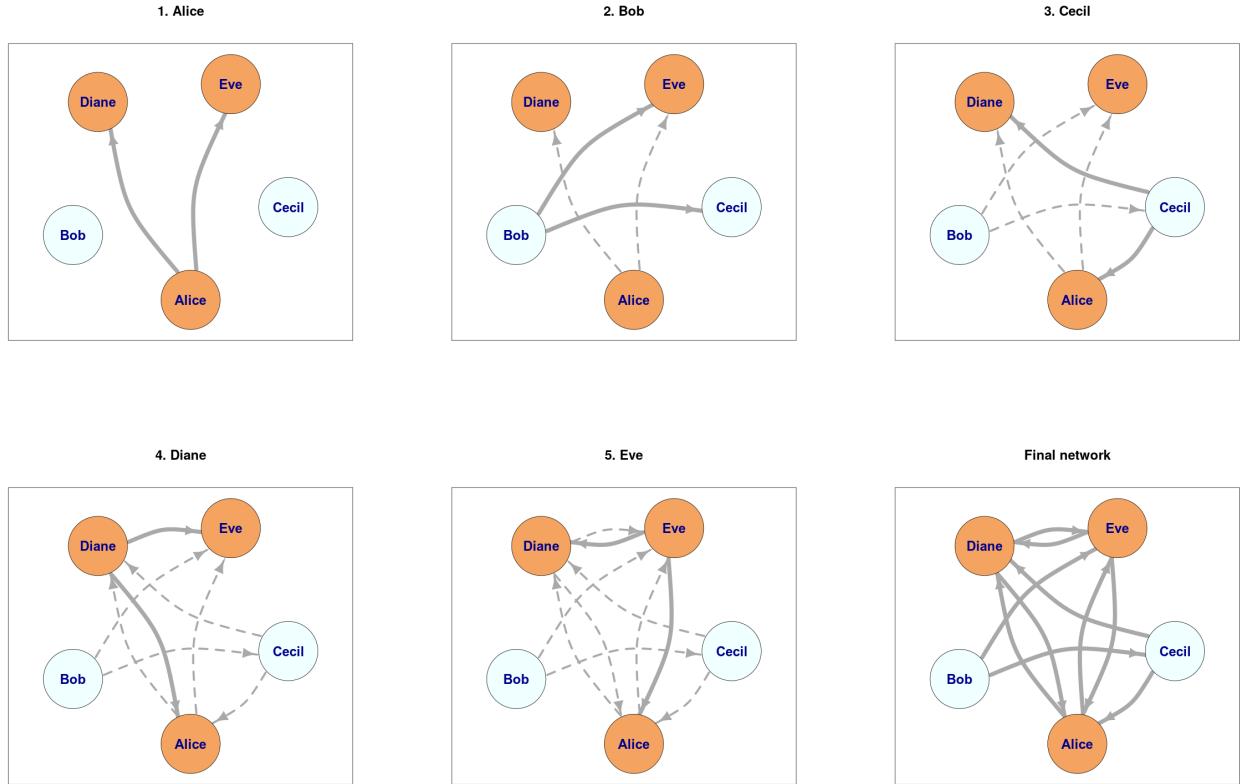 1. Alice
2. Bob
3. Cecil
Diane
Eve
Cecil
Bob
Alice
Diane
Eve
Cecil
Bob
Alice
Diane
Eve
Cecil
Bob
Alice
4. Diane
5. Eve
Final network
Diane
Eve
Cecil
Bob
Alice
Diane
Eve
Cecil
Bob
Alice
Diane
Eve
Cecil
Bob
Alice